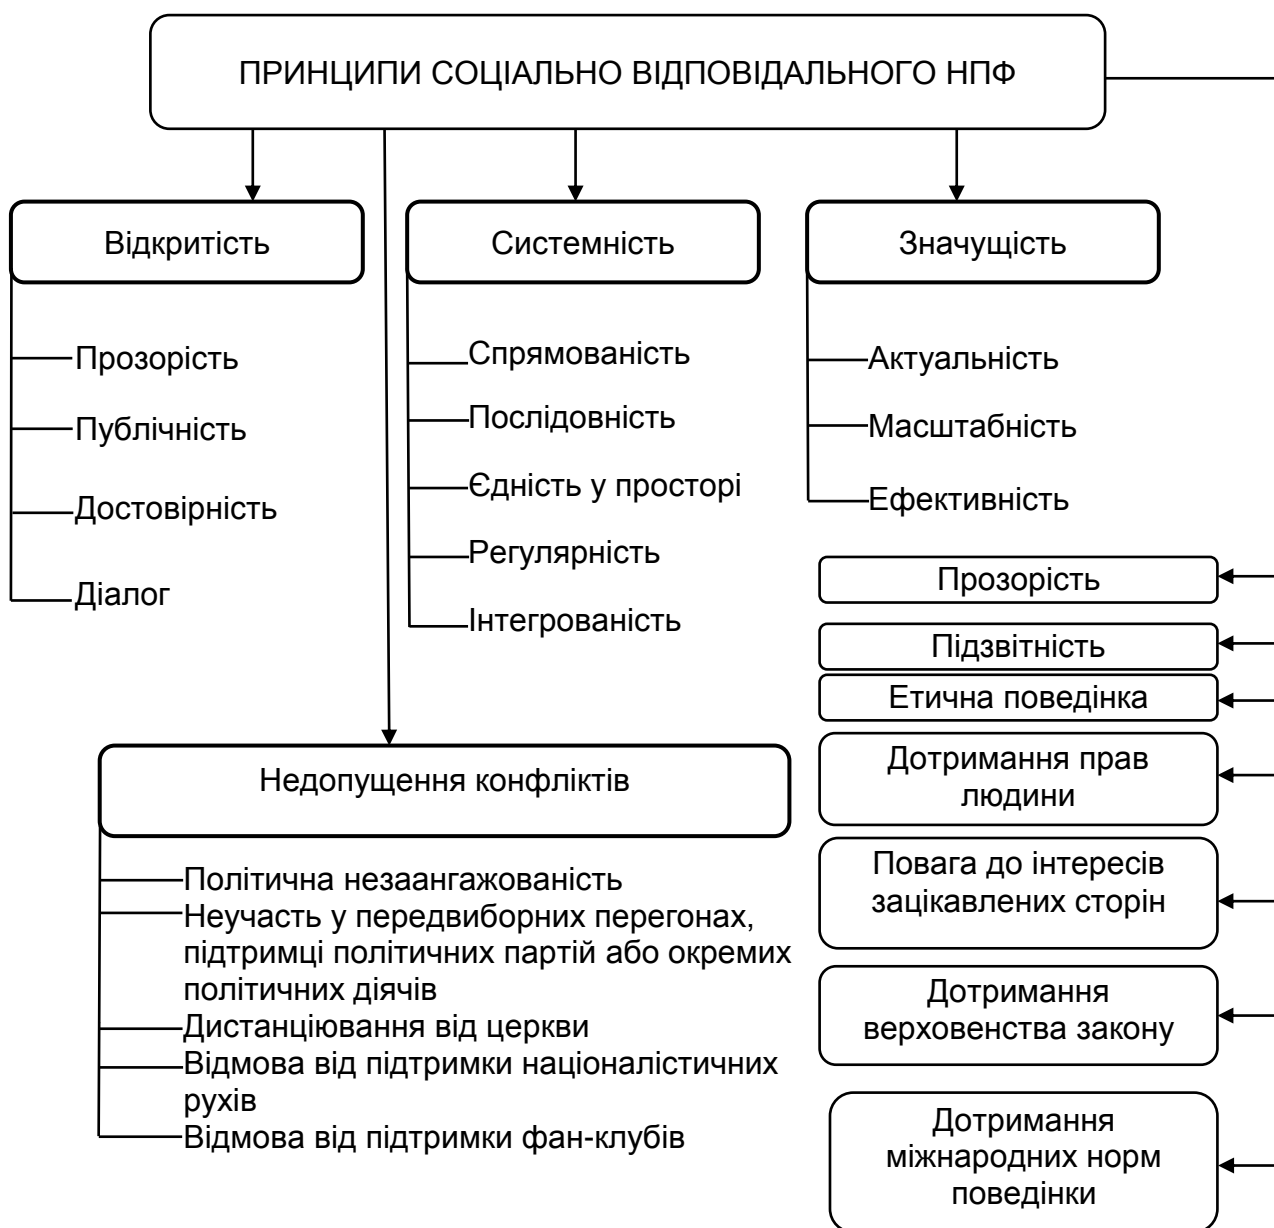 ПРИНЦИПИ СОЦІАЛЬНО ВІДПОВІДАЛЬНОГО НПФ
Відкритість
Прозорість
Публічність
Достовірність
Діалог
Системність
Спрямованість
Послідовність
Єдність у просторі
Регулярність
Інтегрованість
Значущість
Актуальність
Масштабність
Ефективність
Недопущення конфліктів
Політична незаангажованість
Неучасть у передвиборних перегонах,
підтримці політичних партій або окремих
політичних діячів
Дистанціювання від церкви
Відмова від підтримки націоналістичних
рухів
Відмова від підтримки фан-клубів
Прозорість
Підзвітність
Етична поведінка
Дотримання прав
людини
Повага до інтересів
зацікавлених сторін
Дотримання
верховенства закону
Дотримання
міжнародних норм
поведінки